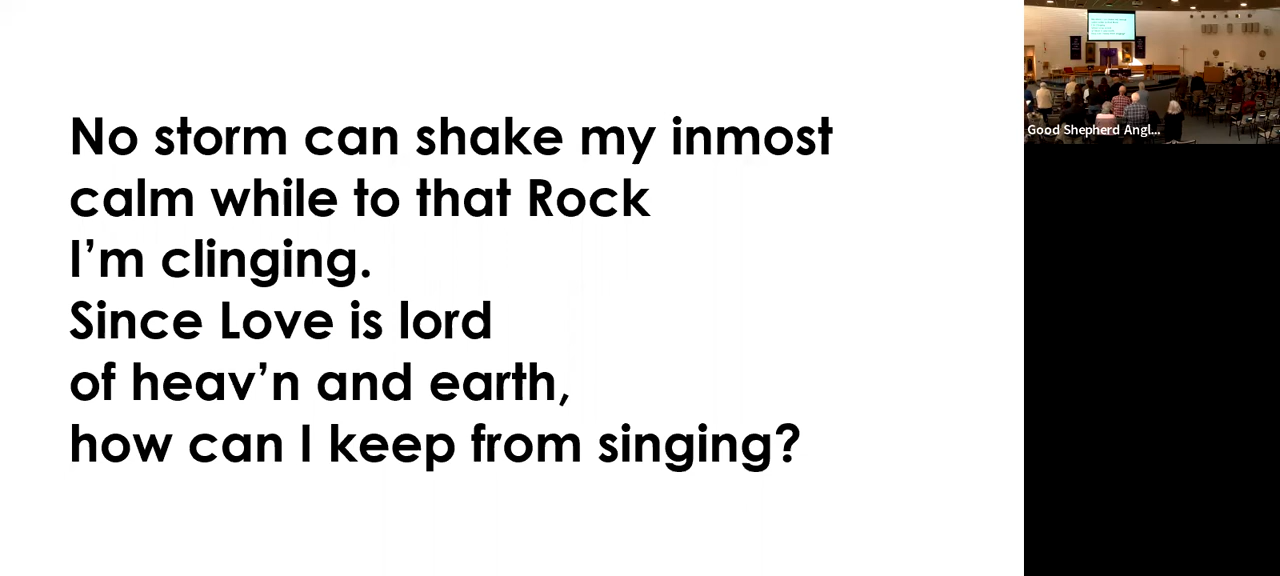 No storm can shake my inmost
calm while to that Rock
I’m clinging.
Since Love is lord
of heav’n and earth,
how can I keep from singing?
Good Shepherd Angl...